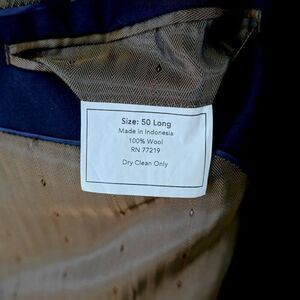 Size: 50 Long
Made in Indonesia
100% Wool
RN 77219
Dry Clean Only